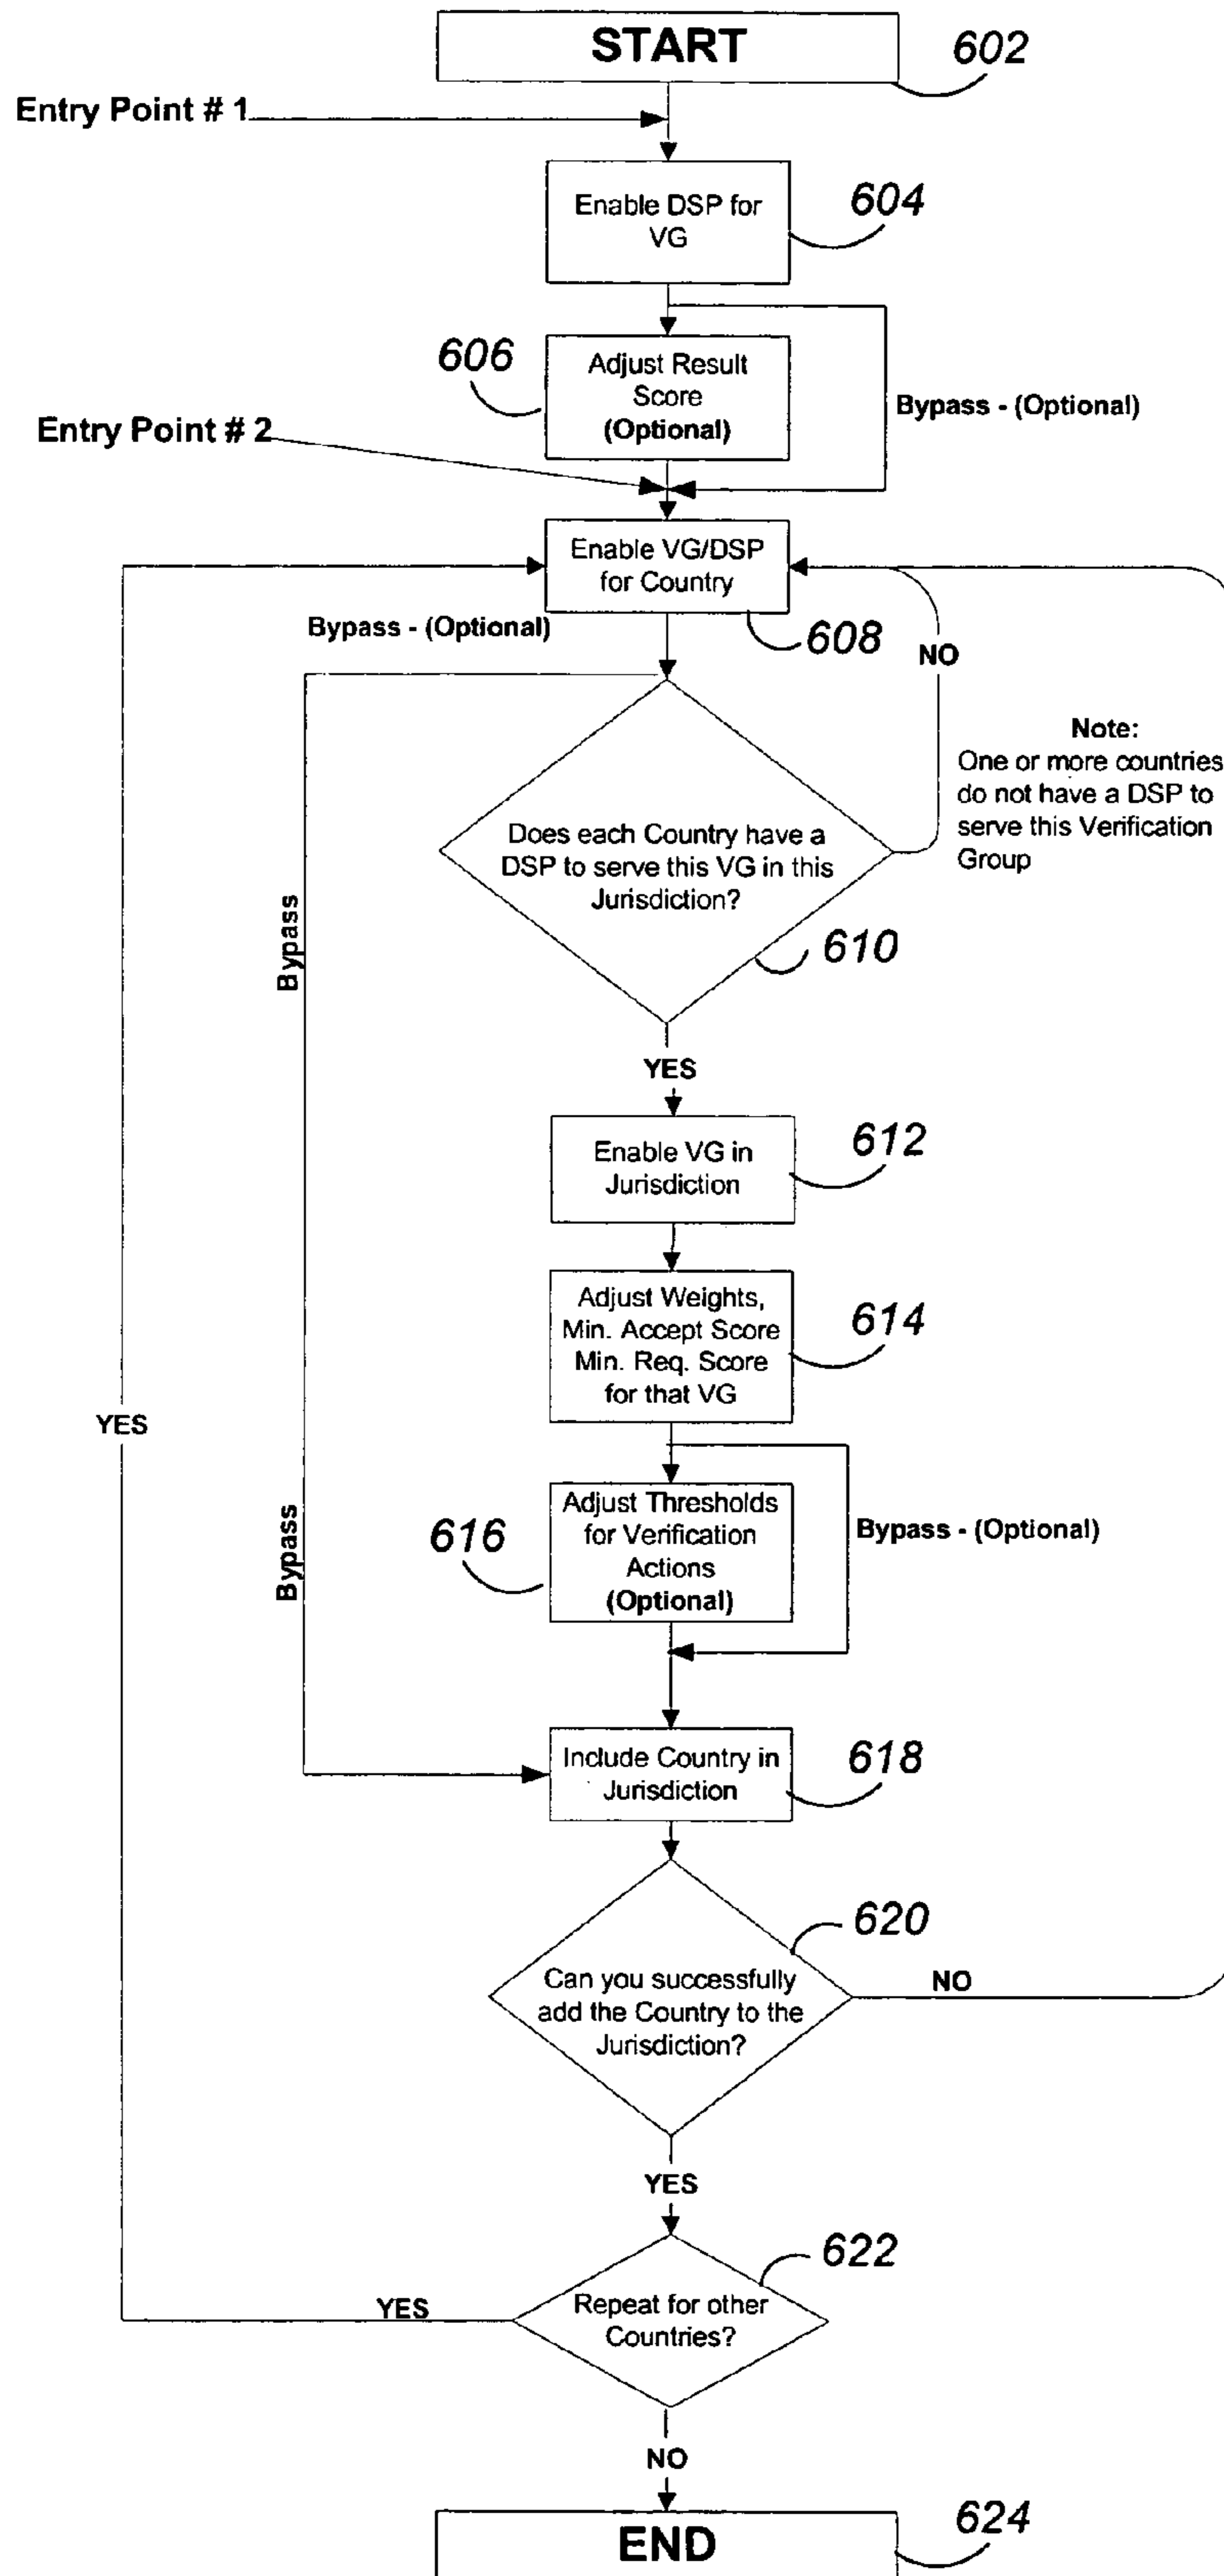 START
602
Entry Point # 1
Enable DSP for
VG
604
606
Adjust Result
Score
(Optional)
Bypass - (Optional)
Entry Point # 2
Enable VG/DSP
for Country
Bypass - (Optional)
608
NO
Note:
One or more countries
do not have a DSP to
serve this Verification
Group
Does each Country have a
DSP to serve this VG in this
Jurisdiction?
Bypass
610
YES
Enable VG in
Jurisdiction
612
Adjust Weights,
Min. Accept Score
Min. Req. Score
for that VG
614
YES
616
Adjust Thresholds
for Verification
Actions
(Optional)
Bypass - (Optional)
Bypass
Include Country in
Jurisdiction
618
620
Can you successfully
add the Country to the
Jurisdiction?
NO
YES
622
Repeat for other
Countries?
YES
NO
END
624